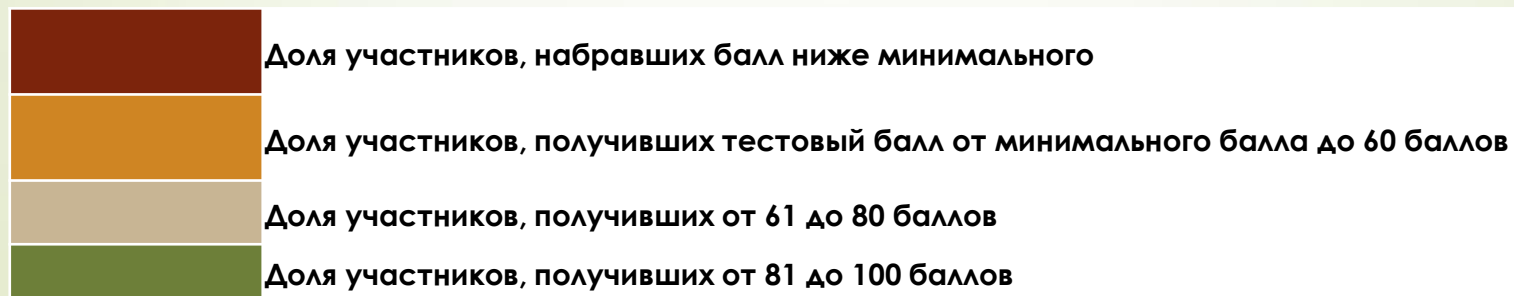 Доля участников, набравших балл ниже минимального
Доля участников, получивших тестовый балл от минимального балла до 60 баллов
Доля участников, получивших от 61 до 80 баллов
Доля участников, получивших от 81 до 100 баллов